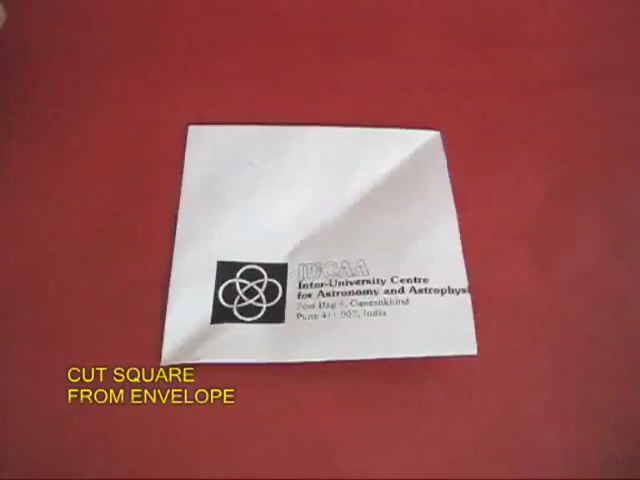 IUCAA
Inter-University Centre
for Astronomy and Astrophysi
Post Bag 4, Ganeshkhind
Pune 411 007, India
CUT SQUARE
FROM ENVELOPE